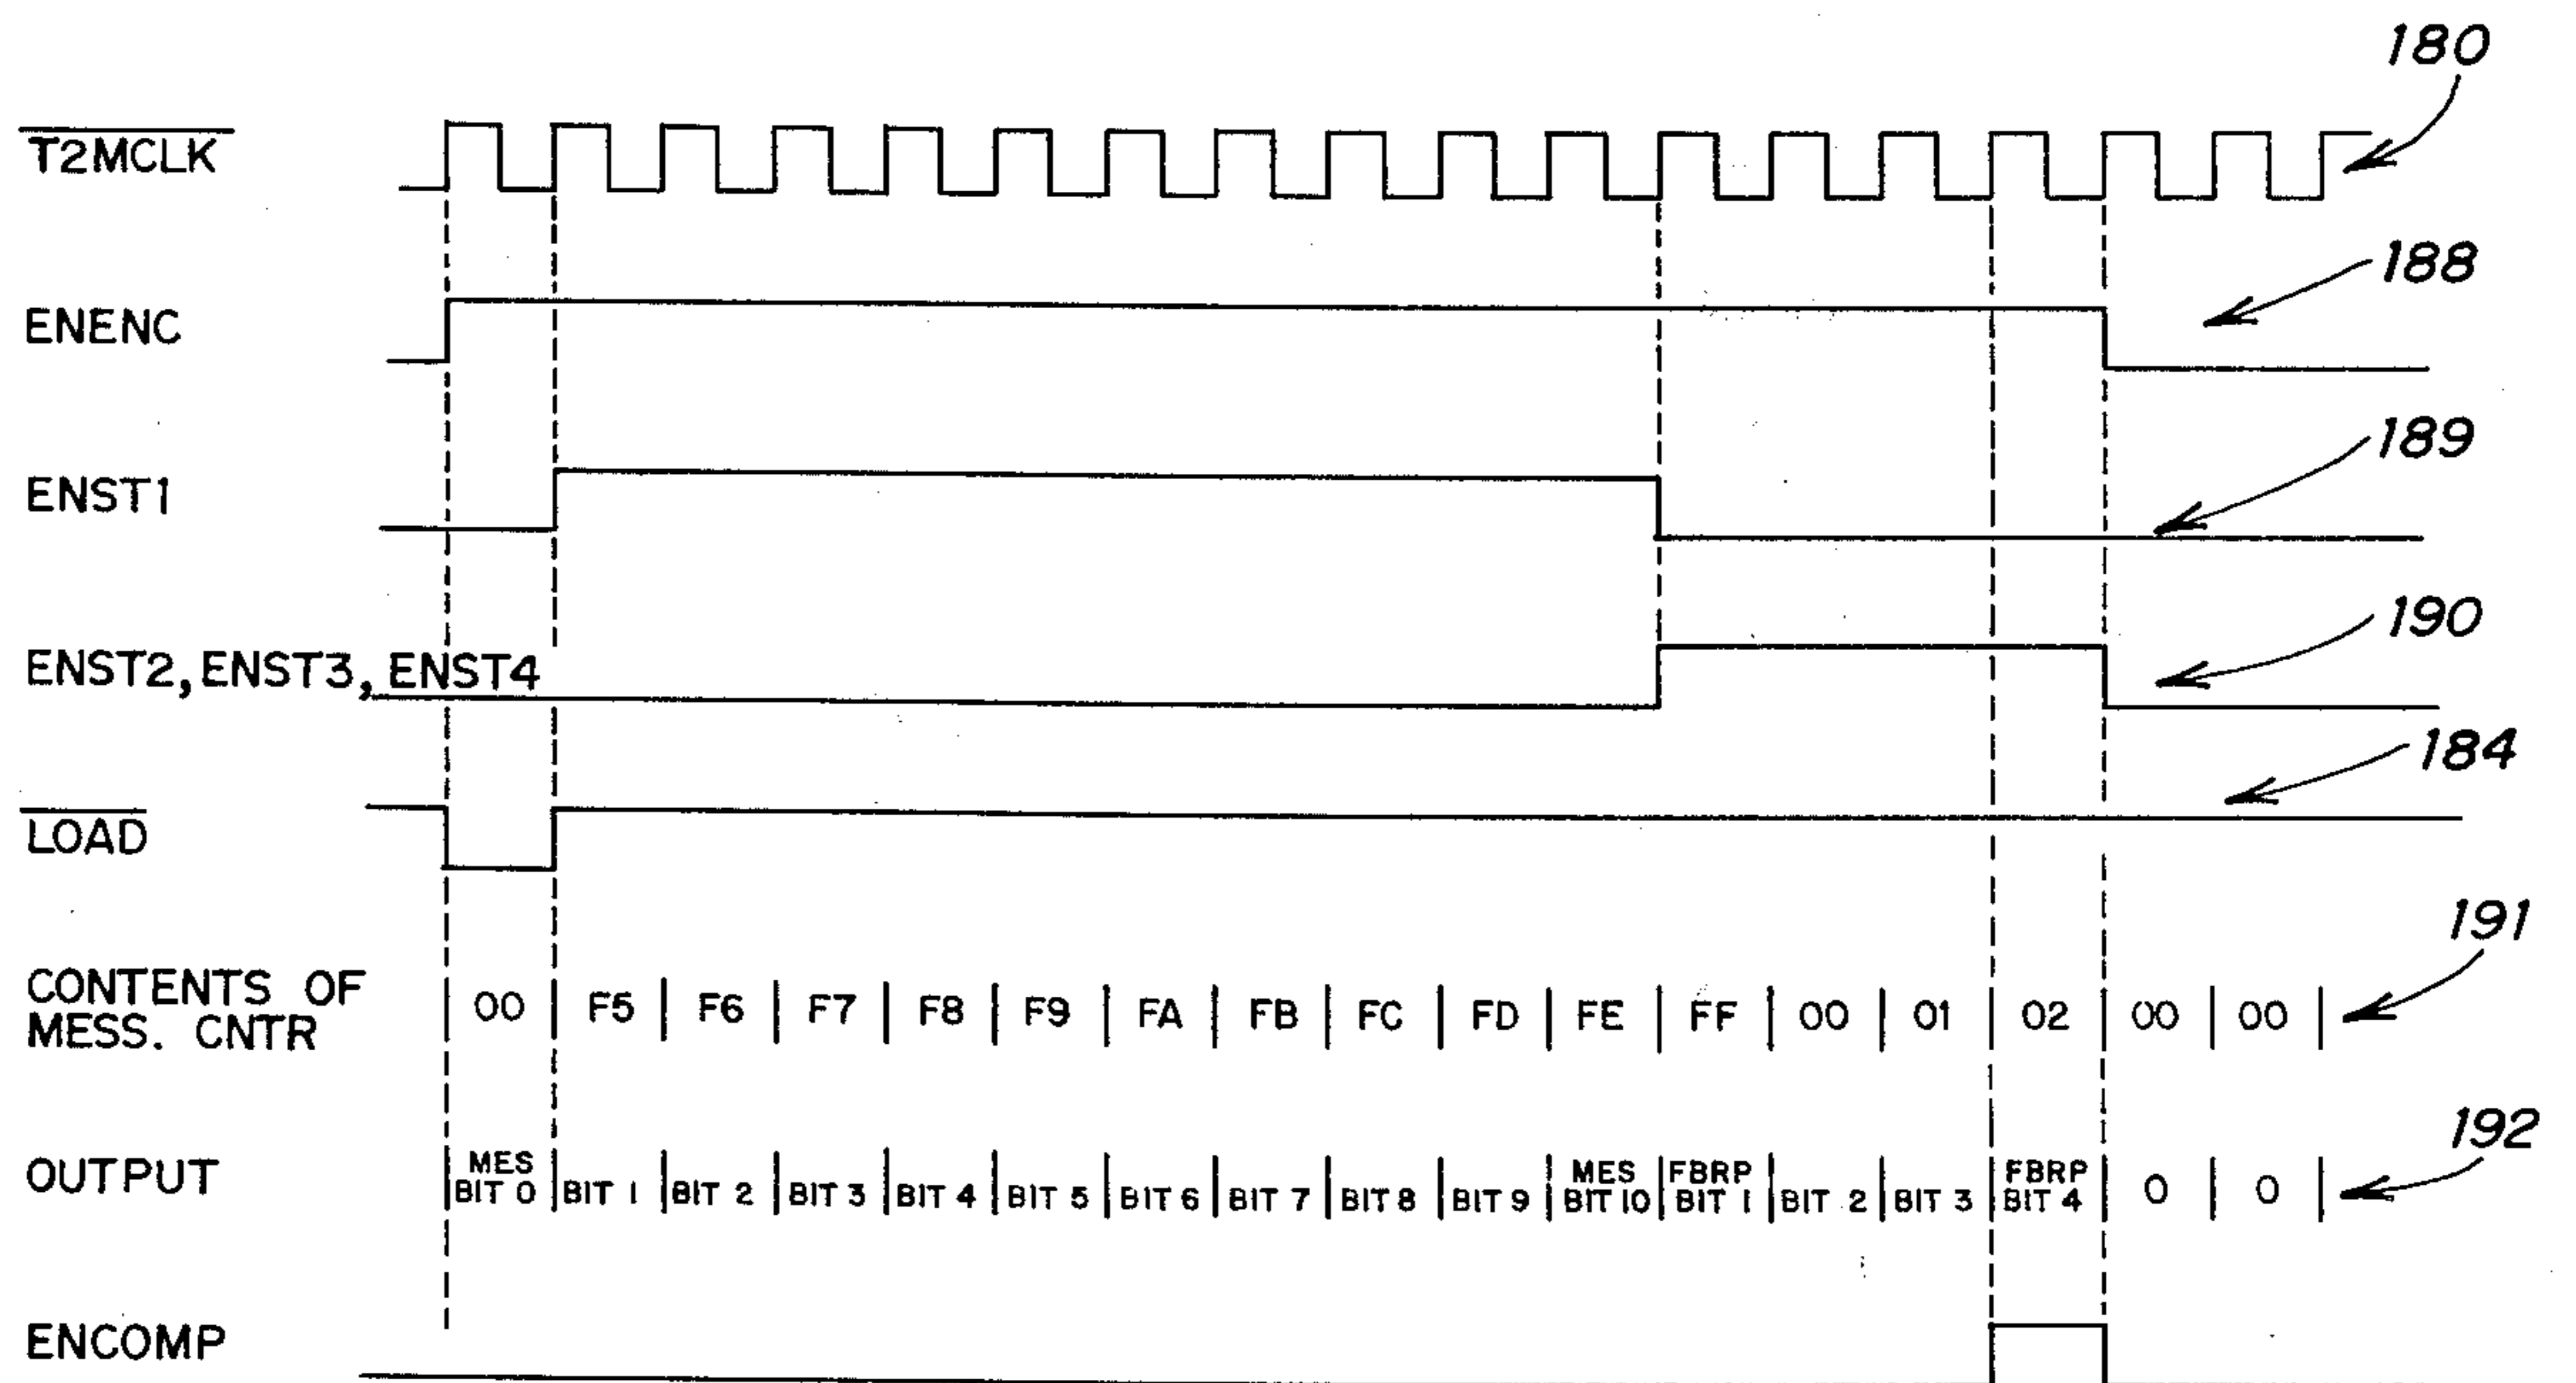 180
T2MCLK
188
ENENC
189
ENST1
190
ENST2, ENST3, ENST4
184
LOAD
191
CONTENTS OF
MESS. CNTR
00 F5 F6 F7 F8 F9 FA FB FC FD FE FF 00 01 02 00 00
192
OUTPUT
MES BIT 0 BIT 1 BIT 2 BIT 3 BIT 4 BIT 5 BIT 6 BIT 7 BIT 8 BIT 9 MES BIT 10 FBRP BIT 1 BIT 2 BIT 3 FBRP BIT 4 0 0
ENCOMP